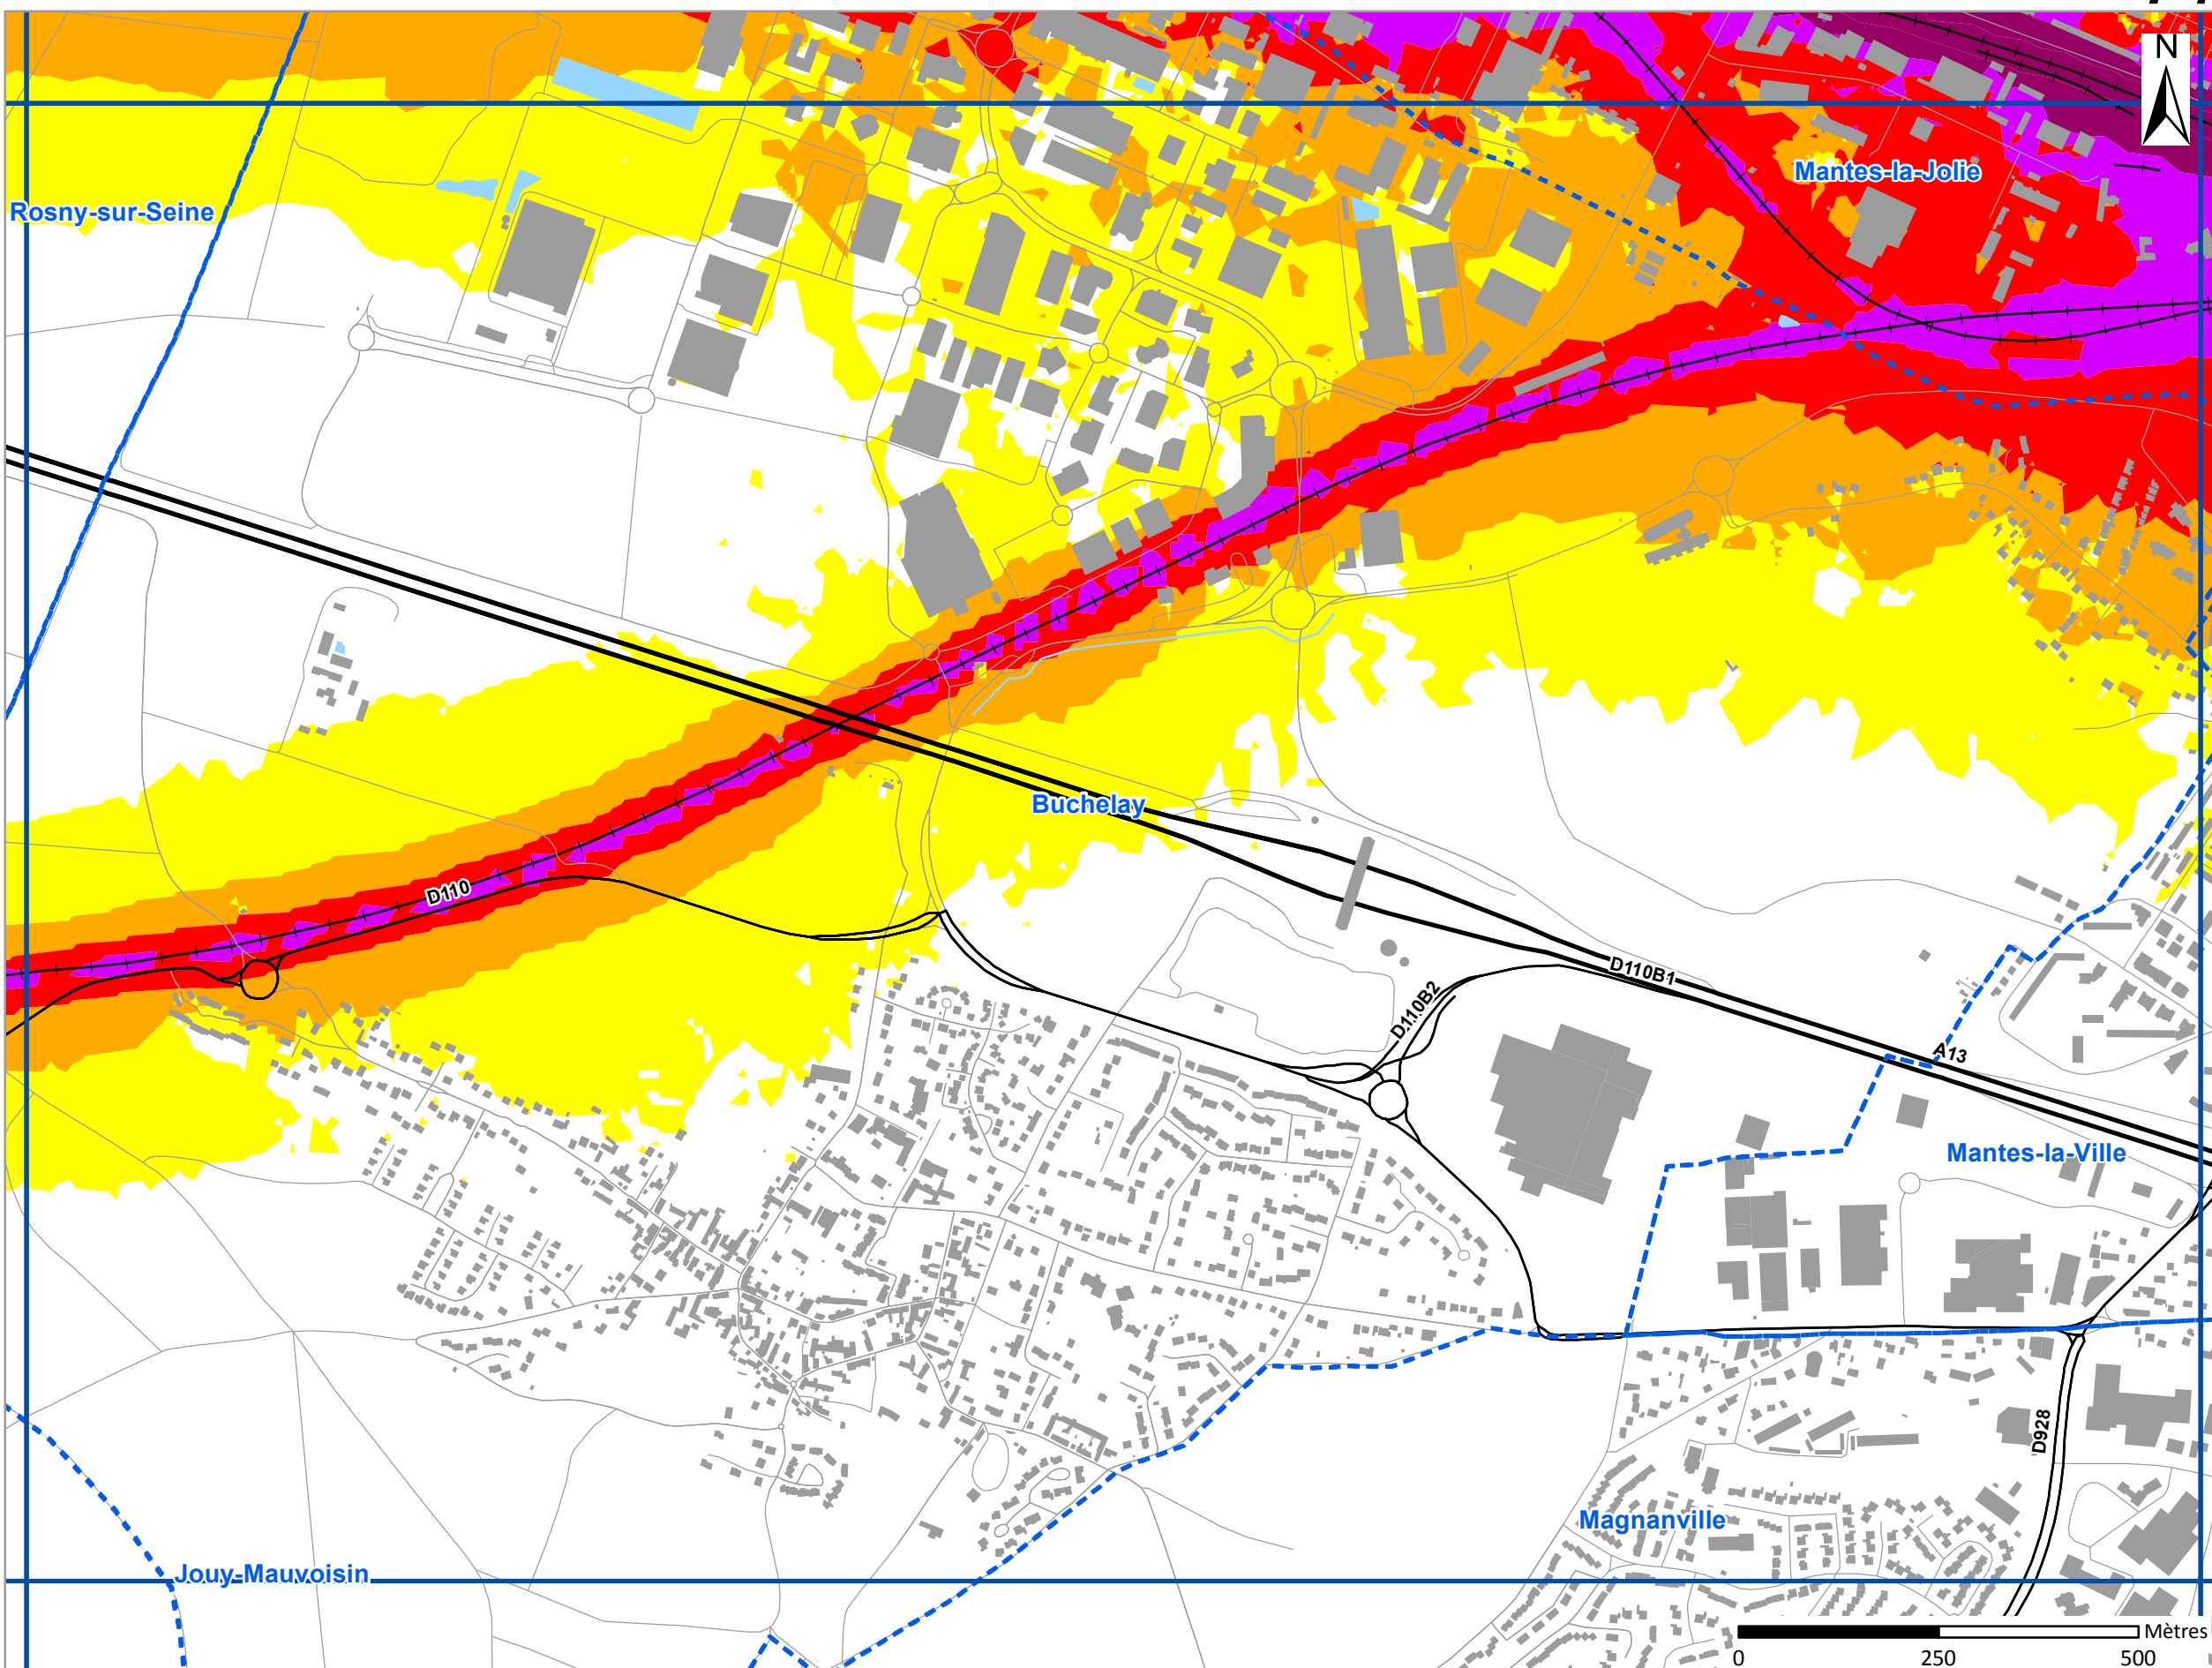 N
Mantes-la-Jolie
Rosny-sur-Seine
Buchelay
D110
D110B1
D110B2
A13
Mantes-la-Ville
D928
Magnanville
Jouy-Mauvoisin
Mètres
0 250 500